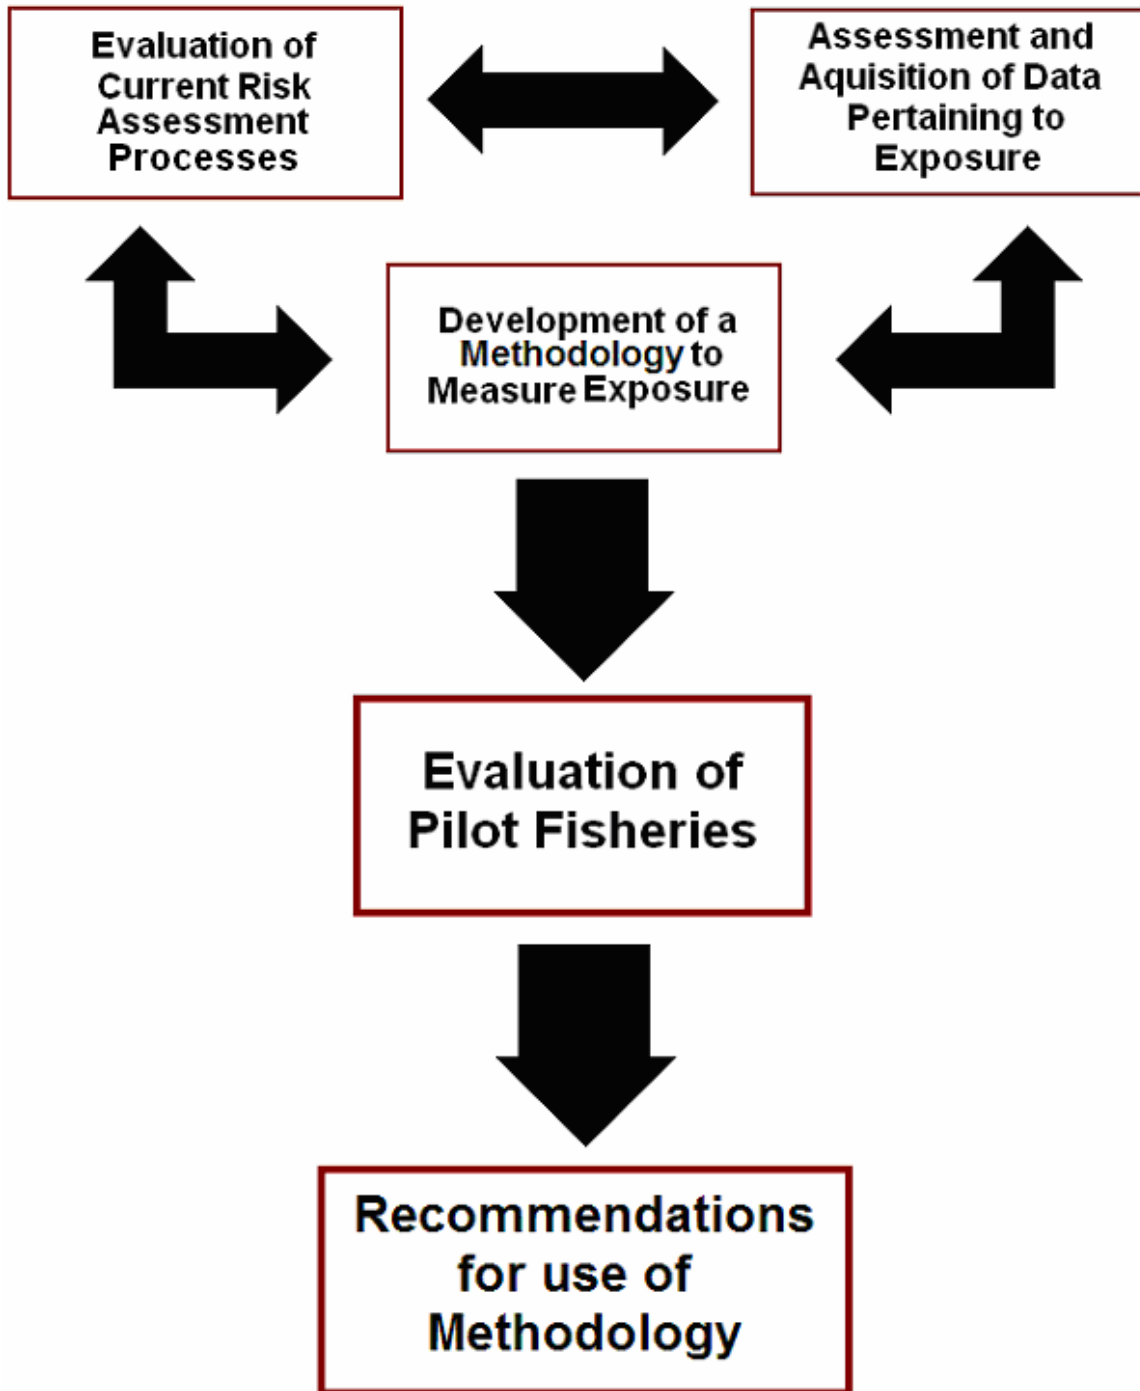 Evaluation of
Current Risk
Assessment
Processes
Assessment and
Aquisition of Data
Pertaining to
Exposure
Development of a
Methodology to
Measure Exposure
Evaluation of
Pilot Fisheries
Recommendations
for use of
Methodology